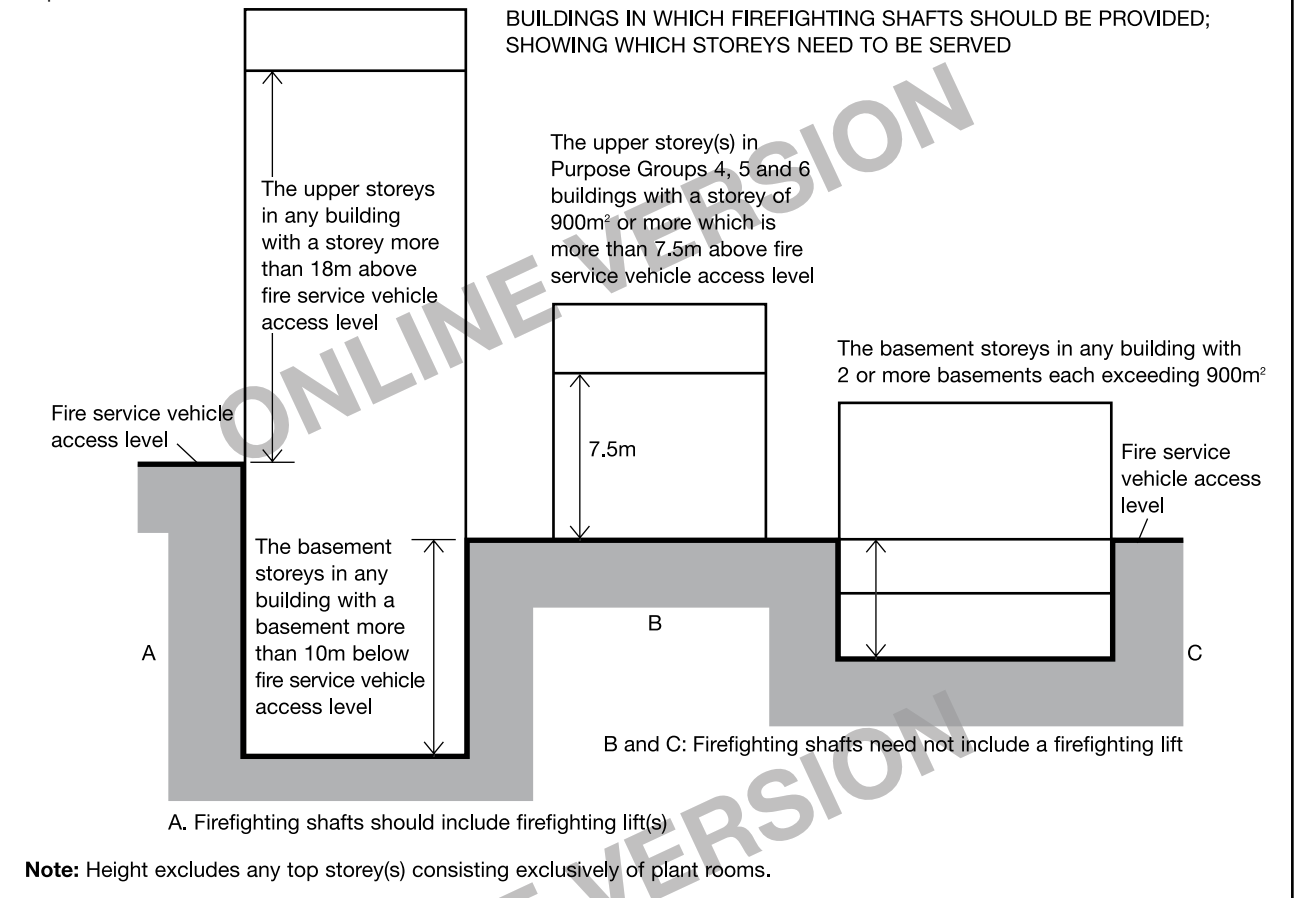 BUILDINGS IN WHICH FIREFIGHTING SHAFTS SHOULD BE PROVIDED;
SHOWING WHICH STOREYS NEED TO BE SERVED
The upper storeys
in any building
with a storey more
than 18m above
fire service vehicle
access level
The upper storey(s) in
Purpose Groups 4, 5 and 6
buildings with a storey of
900m² or more which is
more than 7.5m above fire
service vehicle access level
The basement storeys in any building with
2 or more basements each exceeding 900m²
Fire service vehicle
access level
7.5m
Fire service
vehicle access
level
The basement
storeys in any
building with a
basement more
than 10m below
fire service vehicle
access level
A
B
C
B and C: Firefighting shafts need not include a firefighting lift
A. Firefighting shafts should include firefighting lift(s)
Note: Height excludes any top storey(s) consisting exclusively of plant rooms.
ONLINE VERSION
E VERSION